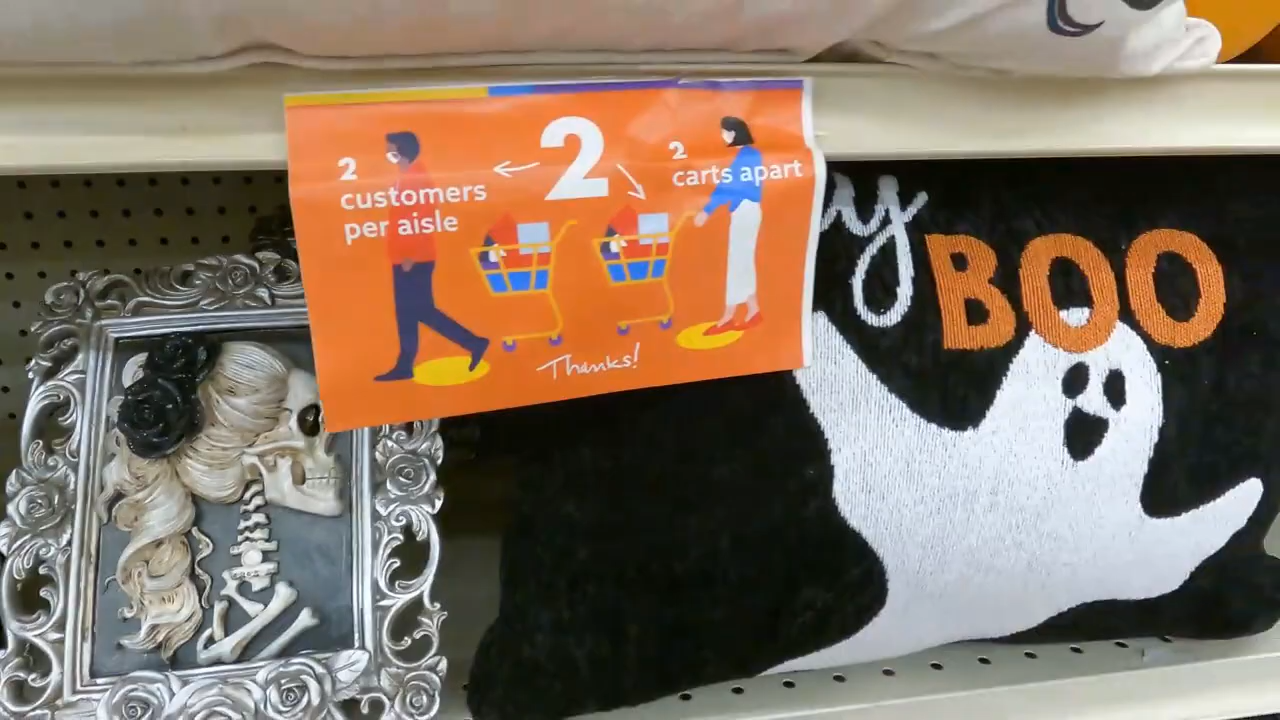 2
2
customers
per aisle
2
carts apart
Thanks!
BOO